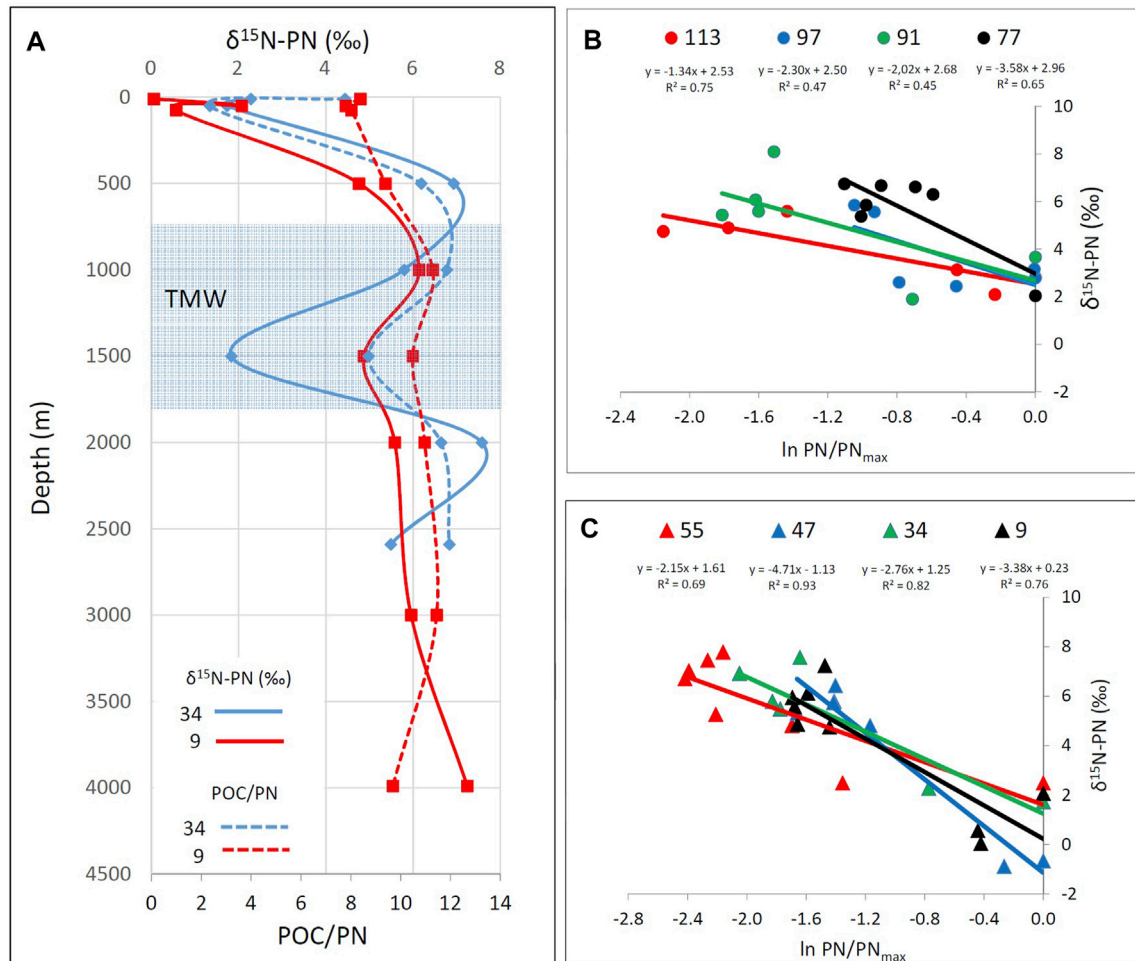 A
δ¹⁵N-PN (‰)
0 2 4 6 8
0
500
1000
1500
2000
2500
3000
3500
4000
4500
Depth (m)
TMW
δ¹⁵N-PN (‰)
34
9
POC/PN
34
9
0 2 4 6 8 10 12 14
POC/PN
B
113 97 91 77
y = -1.34x + 2.53 y = -2.30x + 2.50 y = -2,02x + 2.68 y = -3.58x + 2.96
R² = 0.75 R² = 0.47 R² = 0.45 R² = 0.65
10
8
6
4
2
0
-2
δ¹⁵N-PN (‰)
-2.4 -2.0 -1.6 -1.2 -0.8 -0.4 0.0
ln PN/PNmax
C
55 47 34 9
y = -2.15x + 1.61 y = -4.71x - 1.13 y = -2.76x + 1.25 y = -3.38x + 0.23
R² = 0.69 R² = 0.93 R² = 0.82 R² = 0.76
10
8
6
4
2
0
-2
δ¹⁵N-PN (‰)
-2.8 -2.4 -2.0 -1.6 -1.2 -0.8 -0.4 0.0
ln PN/PNmax